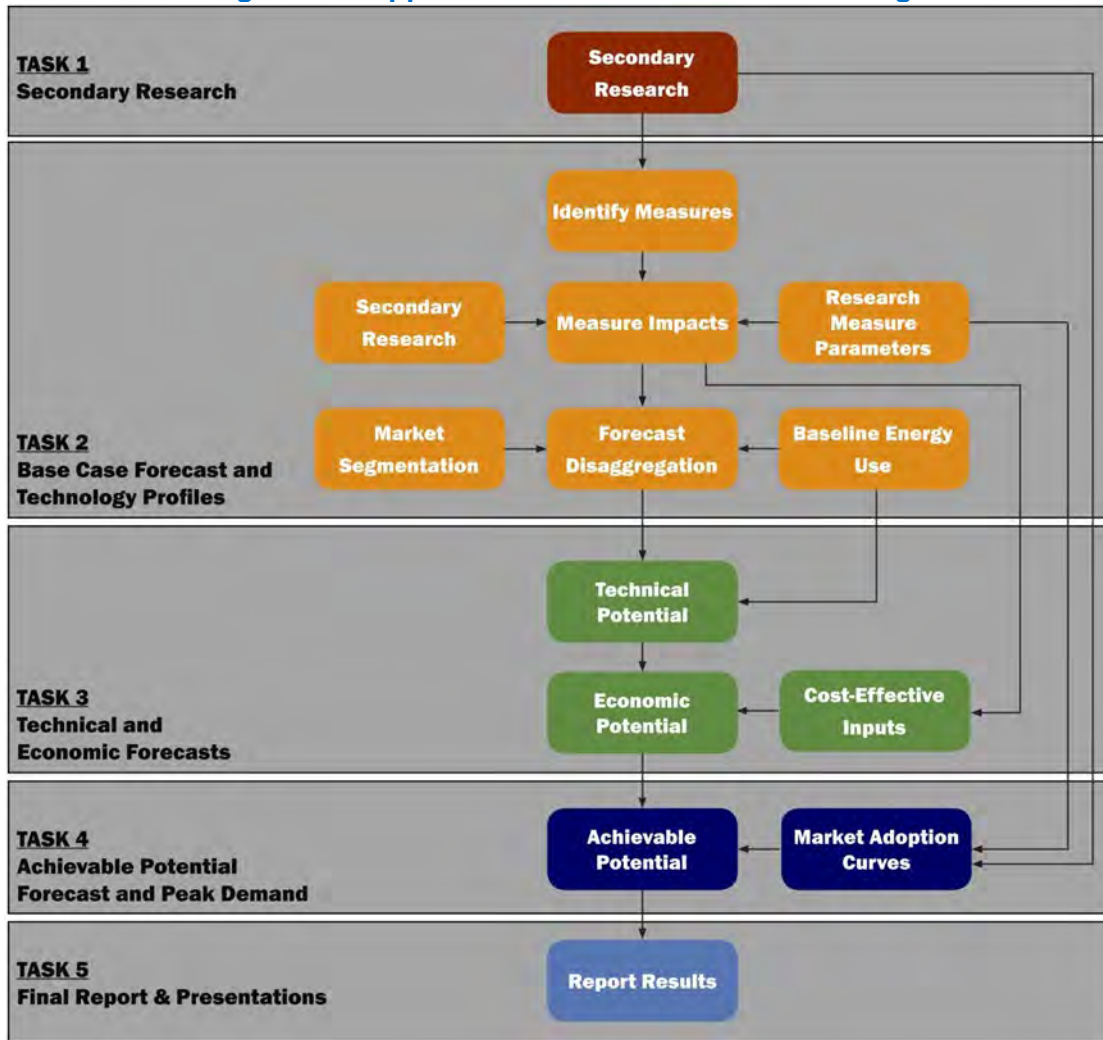 TASK 1
Secondary Research
Secondary
Research
Identify Measures
Secondary
Research
Measure Impacts
Research
Measure
Parameters
Market
Segmentation
Forecast
Disaggregation
Baseline Energy
Use
TASK 2
Base Case Forecast and
Technology Profiles
Technical
Potential
Economic
Potential
Cost-Effective
Inputs
TASK 3
Technical and
Economic Forecasts
Achievable
Potential
Market Adoption
Curves
TASK 4
Achievable Potential
Forecast and Peak Demand
Report Results
TASK 5
Final Report & Presentations